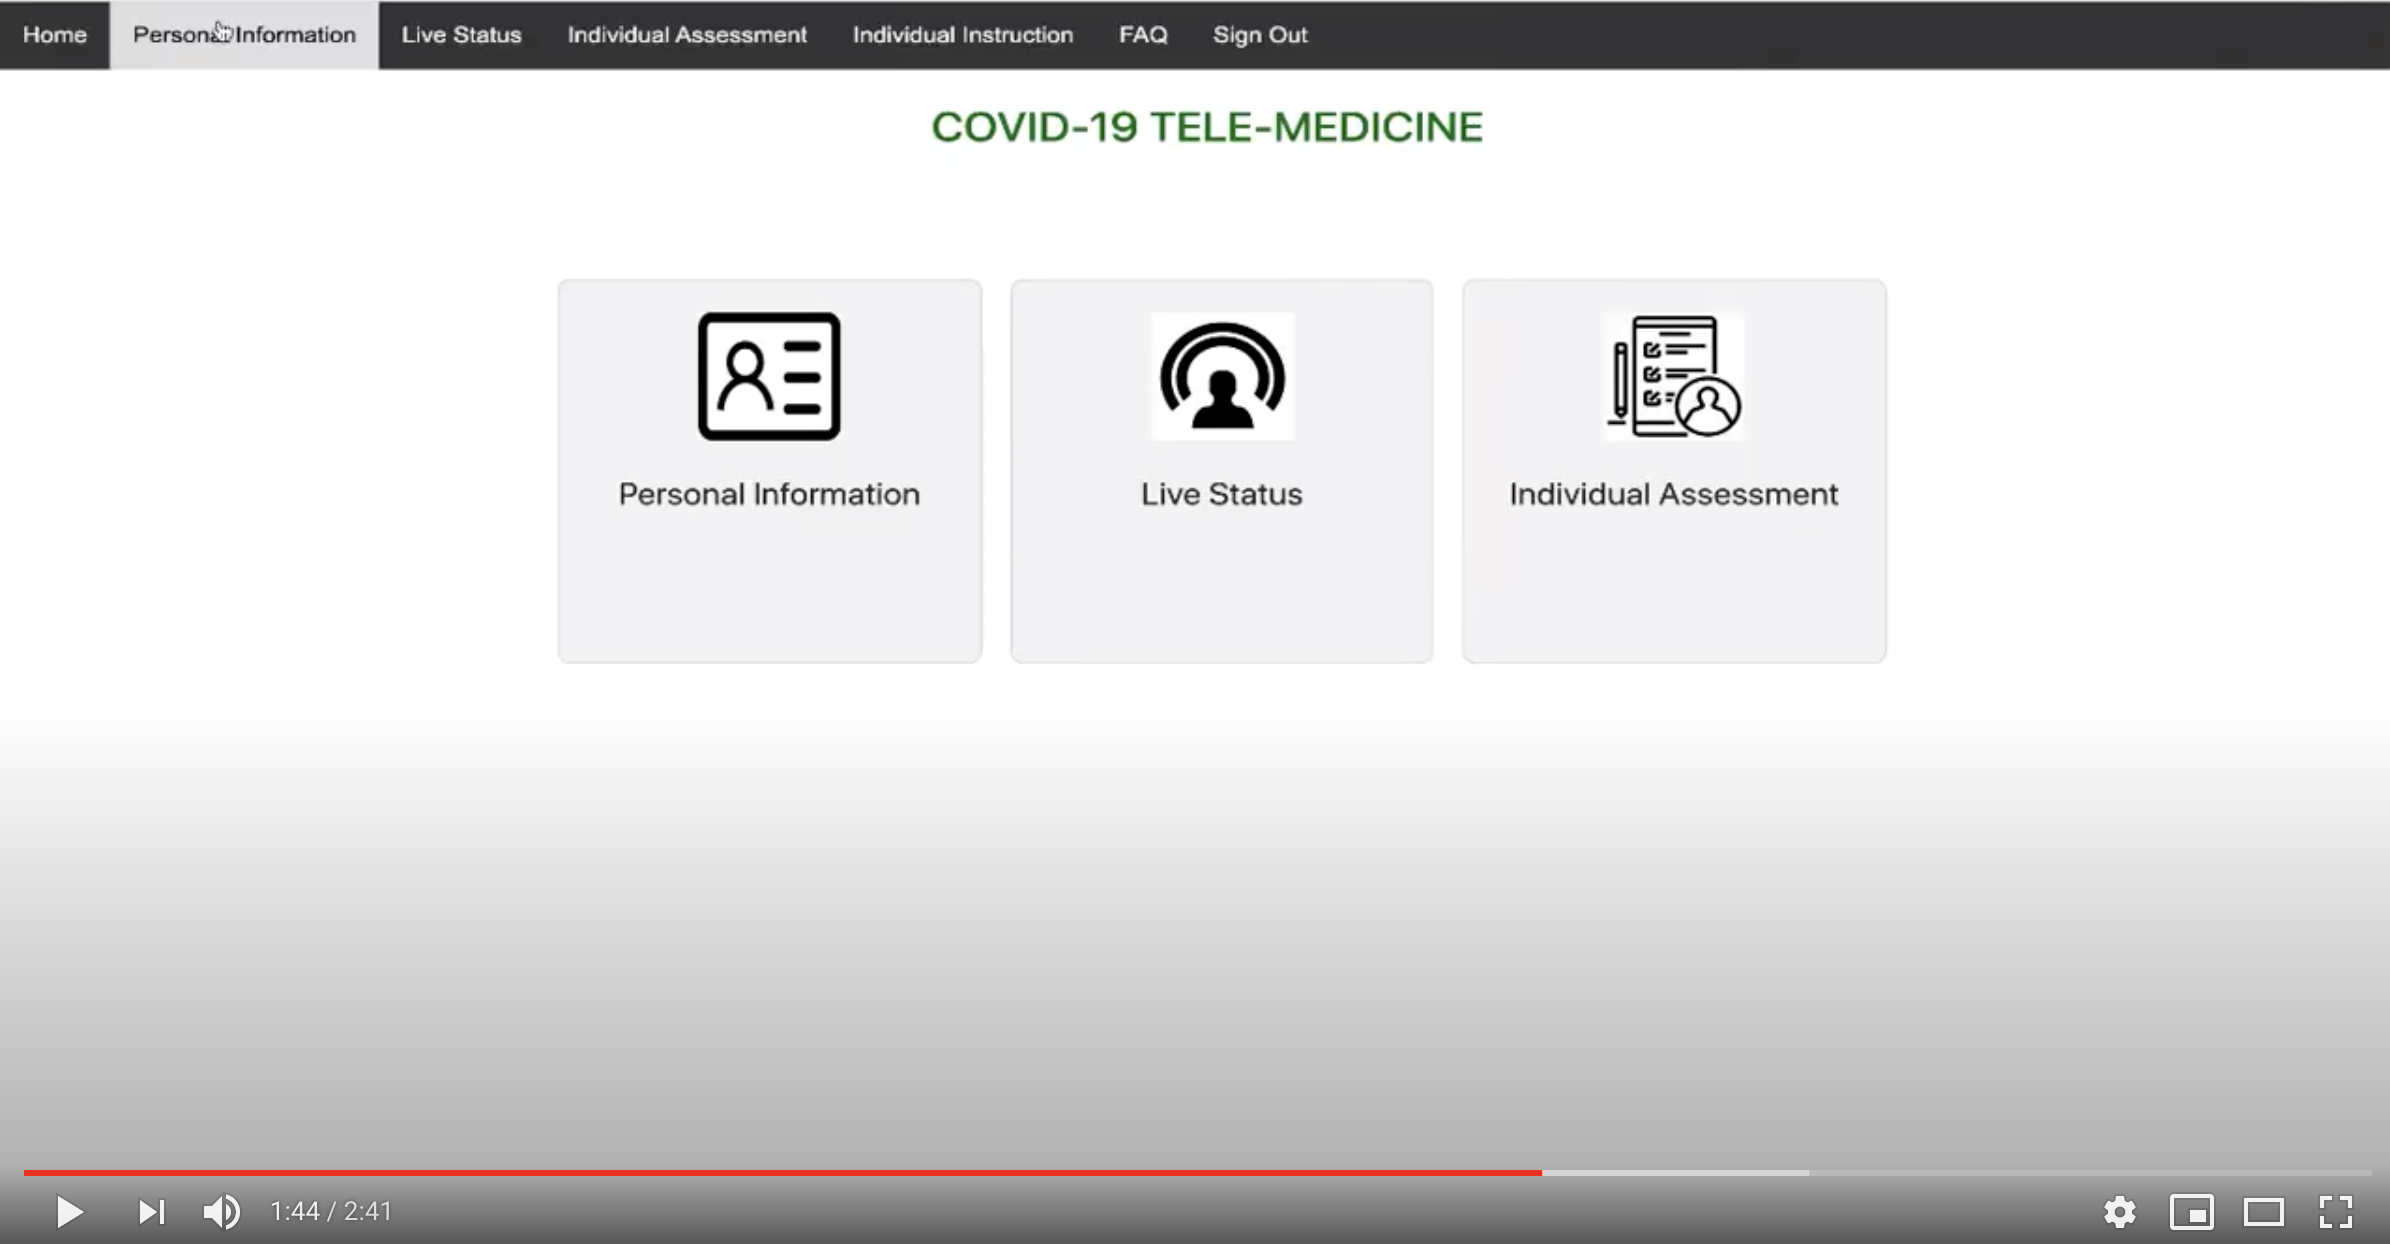 Home Personal Information Live Status Individual Assessment Individual Instruction FAQ Sign Out
COVID-19 TELE-MEDICINE
Personal Information Live Status Individual Assessment
1:44 / 2:41